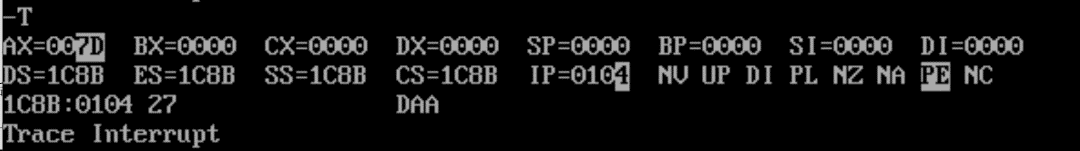 -T
AX=007D BX=0000 CX=0000 DX=0000 SP=0000 BP=0000 SI=0000 DI=0000
DS=1C8B ES=1C8B SS=1C8B CS=1C8B IP=0104 NV UP DI PL NZ NA PE NC
1C8B:0104 27 DAA
Trace Interrupt